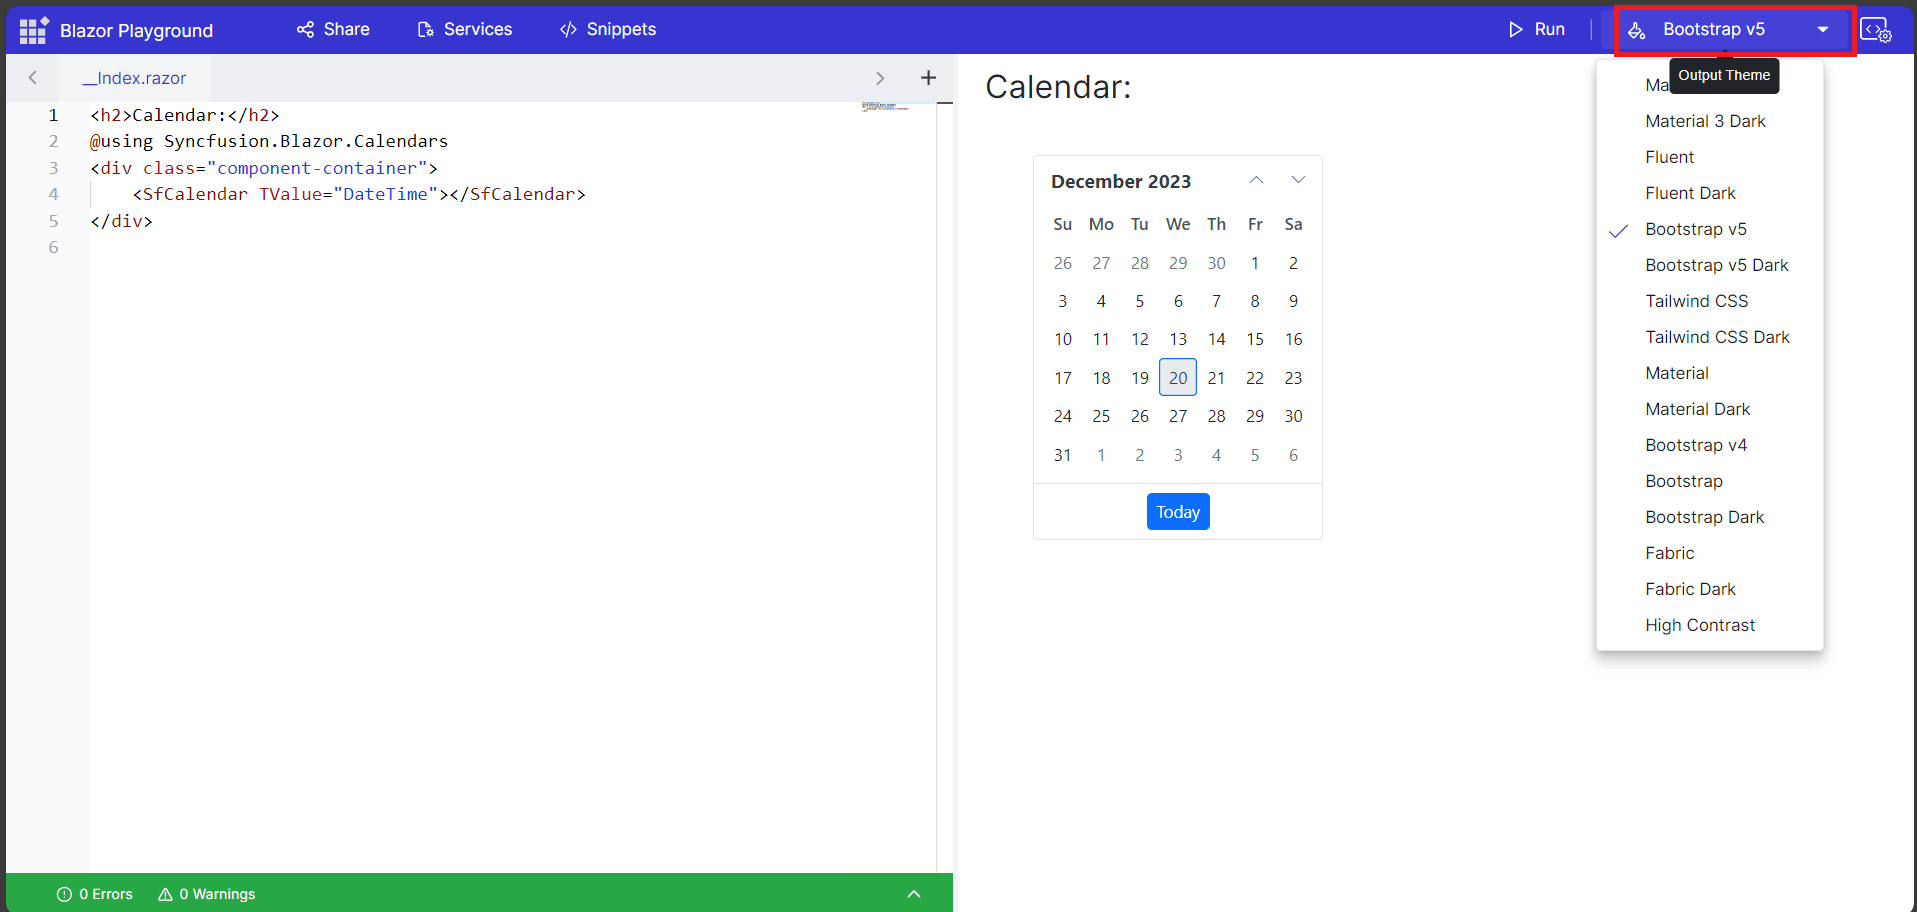 Blazor Playground
Share
Services
Snippets
Run
Bootstrap v5
Output Theme
__Index.razor
1 <h2>Calendar:</h2>
2 @using Syncfusion.Blazor.Calendars
3 <div class="component-container">
4 <SfCalendar TValue="DateTime"></SfCalendar>
5 </div>
6
0 Errors
0 Warnings
Calendar:
December 2023
Su Mo Tu We Th Fr Sa
26 27 28 29 30 1 2
3 4 5 6 7 8 9
10 11 12 13 14 15 16
17 18 19 20 21 22 23
24 25 26 27 28 29 30
31 1 2 3 4 5 6
Today
Material 3 Dark
Fluent
Fluent Dark
Bootstrap v5
Bootstrap v5 Dark
Tailwind CSS
Tailwind CSS Dark
Material
Material Dark
Bootstrap v4
Bootstrap
Bootstrap Dark
Fabric
Fabric Dark
High Contrast